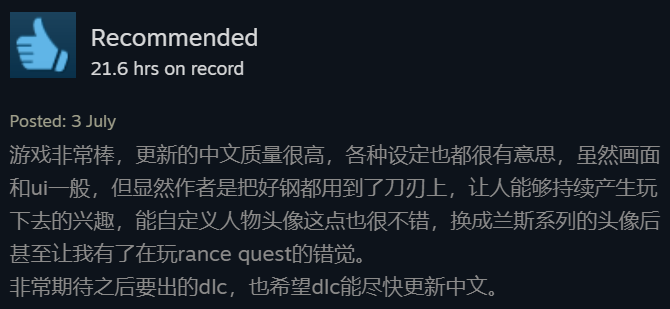 Recommended
21.6 hrs on record
Posted: 3 July
游戏非常棒，更新的中文质量很高，各种设定也都很有意思，虽然画面
和ui一般，但显然作者是把好钢都用到了刀刃上，让人能够持续产生玩
下去的兴趣，能自定义人物头像这点也很不错，换成兰斯系列的头像后
甚至让我有了在玩rance quest的错觉。
非常期待之后要出的dlc，也希望dlc能尽快更新中文。